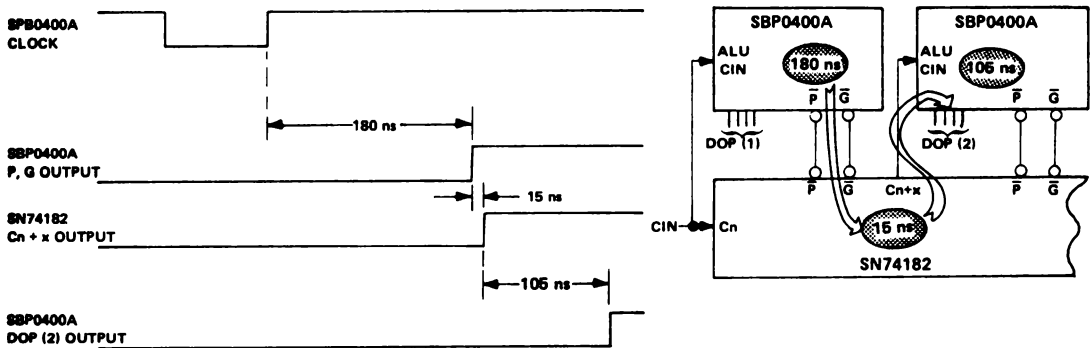 SPB0400A
CLOCK
180 ns
SBP0400A
P, G OUTPUT
15 ns
SN74182
Cn + x OUTPUT
105 ns
SBP0400A
DOP (2) OUTPUT
SBP0400A
ALU
CIN
180 ns
P̅ G̅
DOP (1)
SBP0400A
ALU
CIN
105 ns
P̅ G̅
DOP (2)
P̅ G̅
Cn+x
P̅ G̅
CIN
Cn
15 ns
SN74182